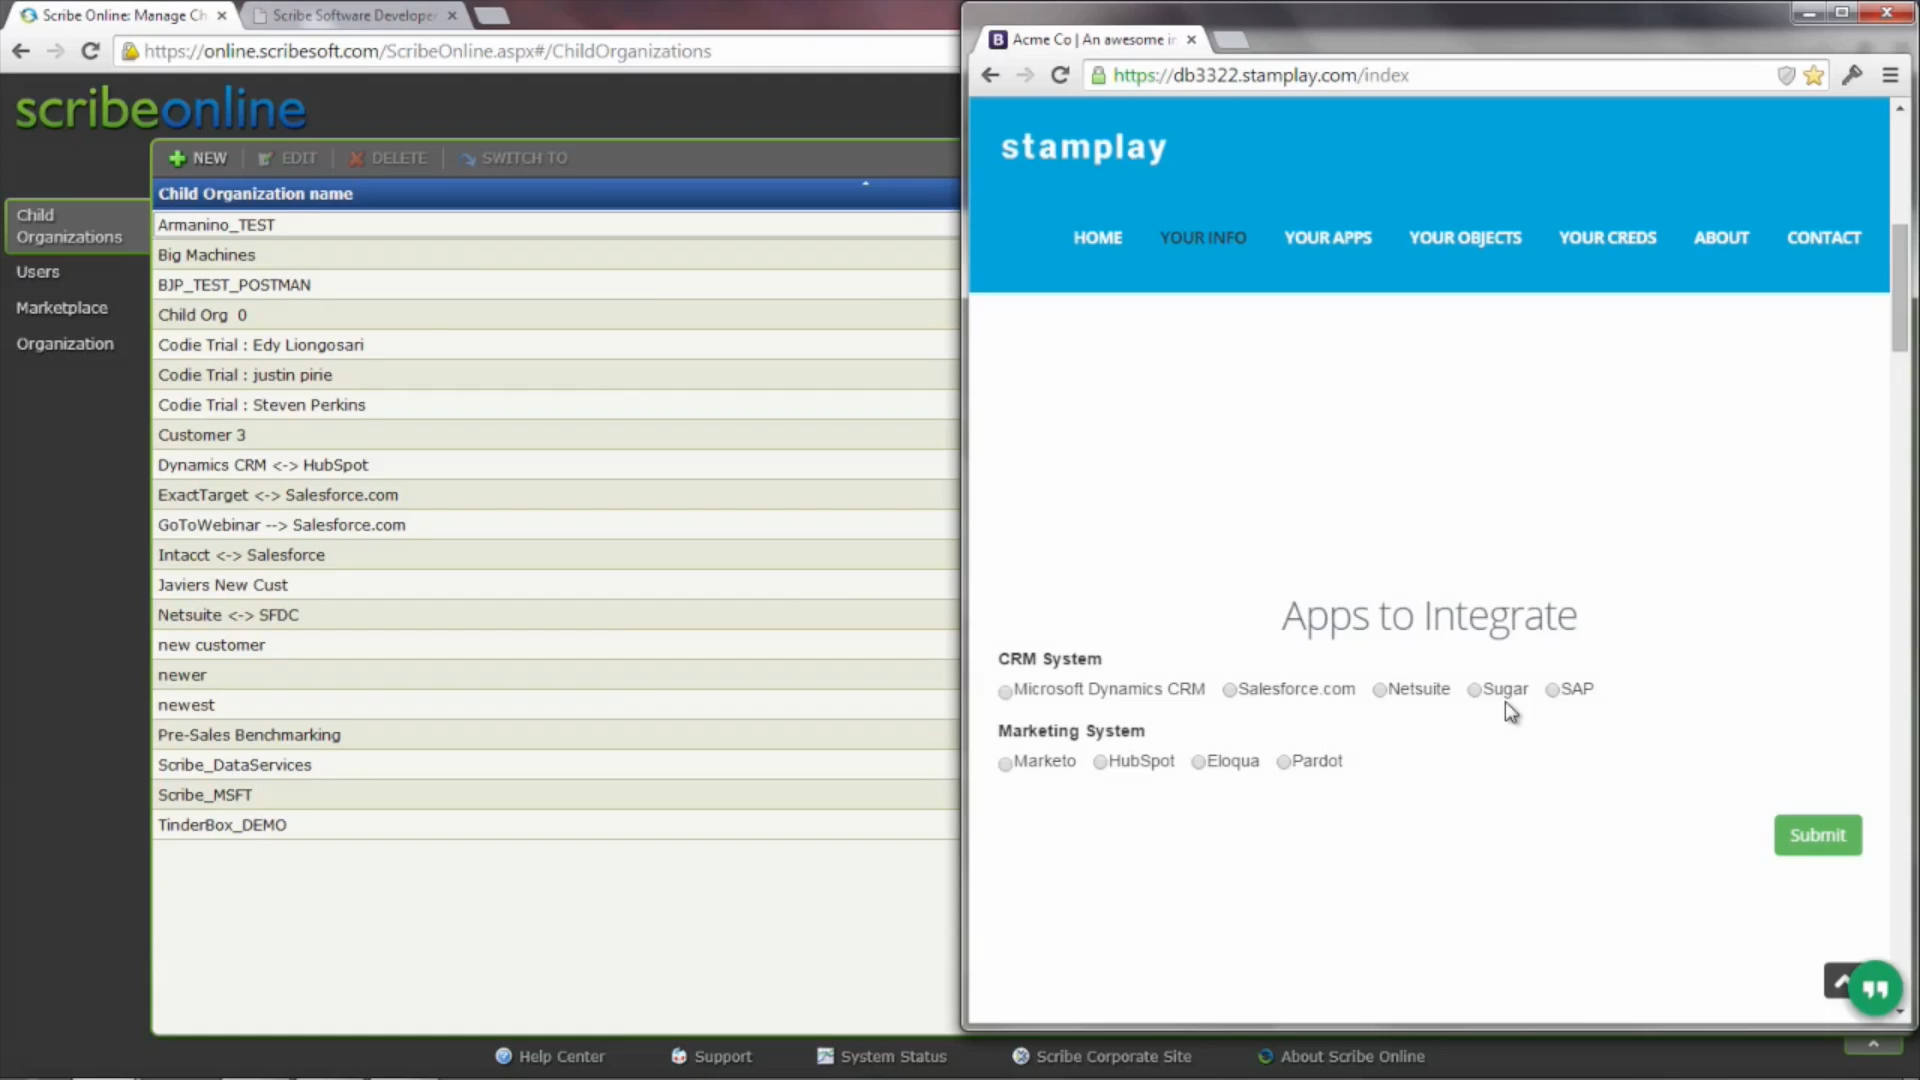 Scribe Online: Manage Ch
Scribe Software Developer
https://online.scribesoft.com/ScribeOnline.aspx#/ChildOrganizations
scribeonline
NEW
EDIT
DELETE
SWITCH TO
Child Organizations
Users
Marketplace
Organization
Child Organization name
Armanino_TEST
Big Machines
BJP_TEST_POSTMAN
Child Org 0
Codie Trial : Edy Liongosari
Codie Trial : justin pirie
Codie Trial : Steven Perkins
Customer 3
Dynamics CRM <-> HubSpot
ExactTarget <-> Salesforce.com
GoToWebinar --> Salesforce.com
Intacct <-> Salesforce
Javiers New Cust
Netsuite <-> SFDC
new customer
newer
newest
Pre-Sales Benchmarking
Scribe_DataServices
Scribe_MSFT
TinderBox_DEMO
Acme Co | An awesome in
https://db3322.stamplay.com/index
stamplay
HOME YOUR INFO YOUR APPS YOUR OBJECTS YOUR CREDS ABOUT CONTACT
Apps to Integrate
CRM System
Microsoft Dynamics CRM Salesforce.com Netsuite Sugar SAP
Marketing System
Marketo HubSpot Eloqua Pardot
Submit
Help Center Support System Status Scribe Corporate Site About Scribe Online